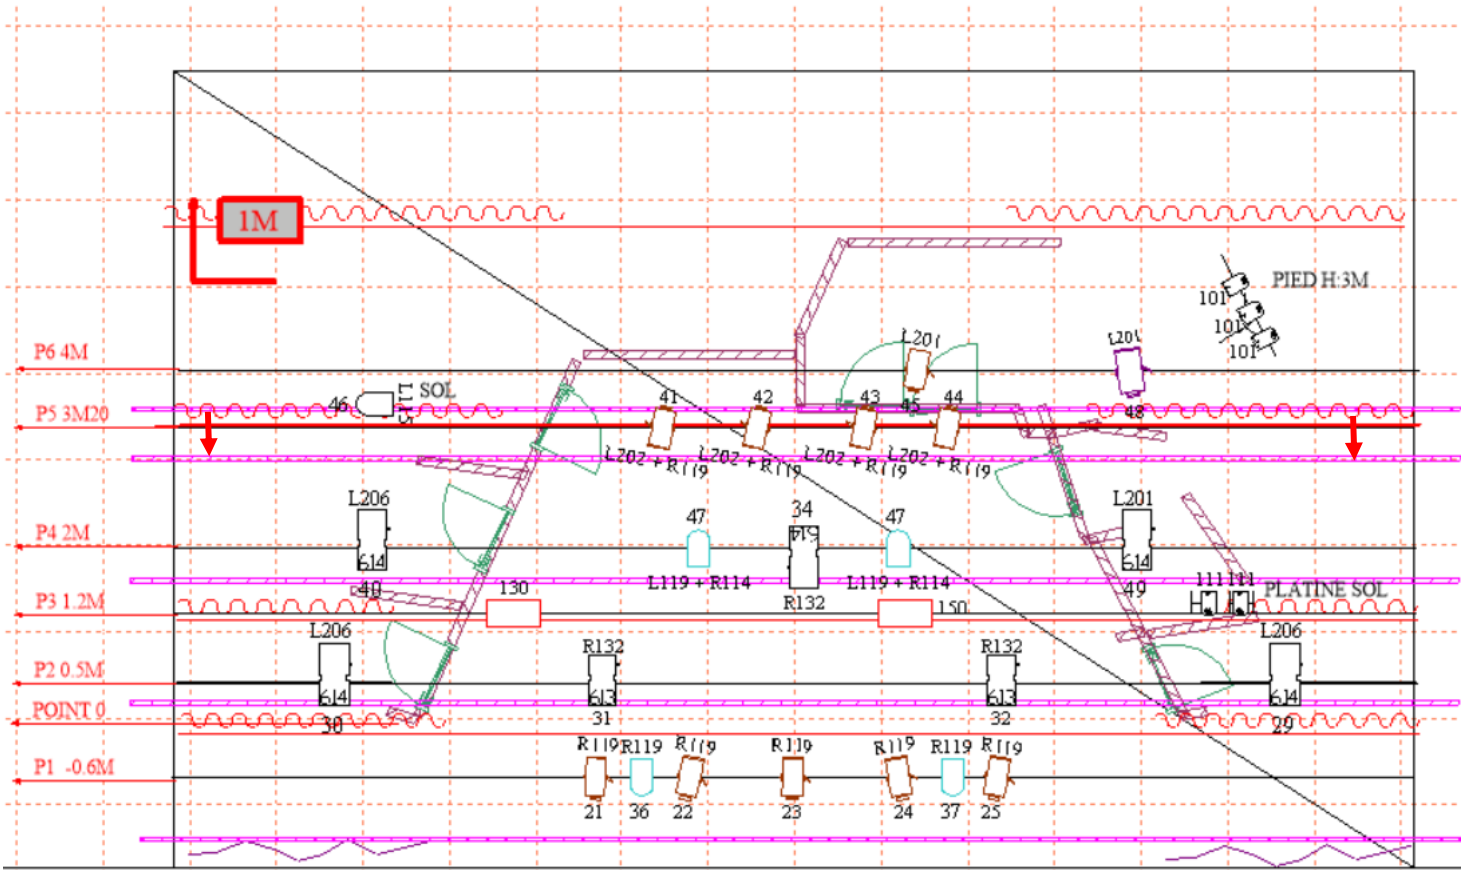 1M
PIED H:3M
101
101
101
L201
L201
P6 4M
SOL
L115
46
41
42
43
45
44
48
P5 3M20
L202 + R119
L202 + R119
L202 + R119
L202 + R119
L206
47
34
47
L201
614
P4 2M
614
614
L119 + R114
L119 + R114
40
130
R132
150
49
111
111
PLATINE SOL
P3 1.2M
L206
R132
R132
L206
P2 0.5M
614
613
613
614
POINT 0
30
31
32
29
R119
R119
R119
R119
R119
R119
R119
P1 -0.6M
21
36
22
23
24
37
25